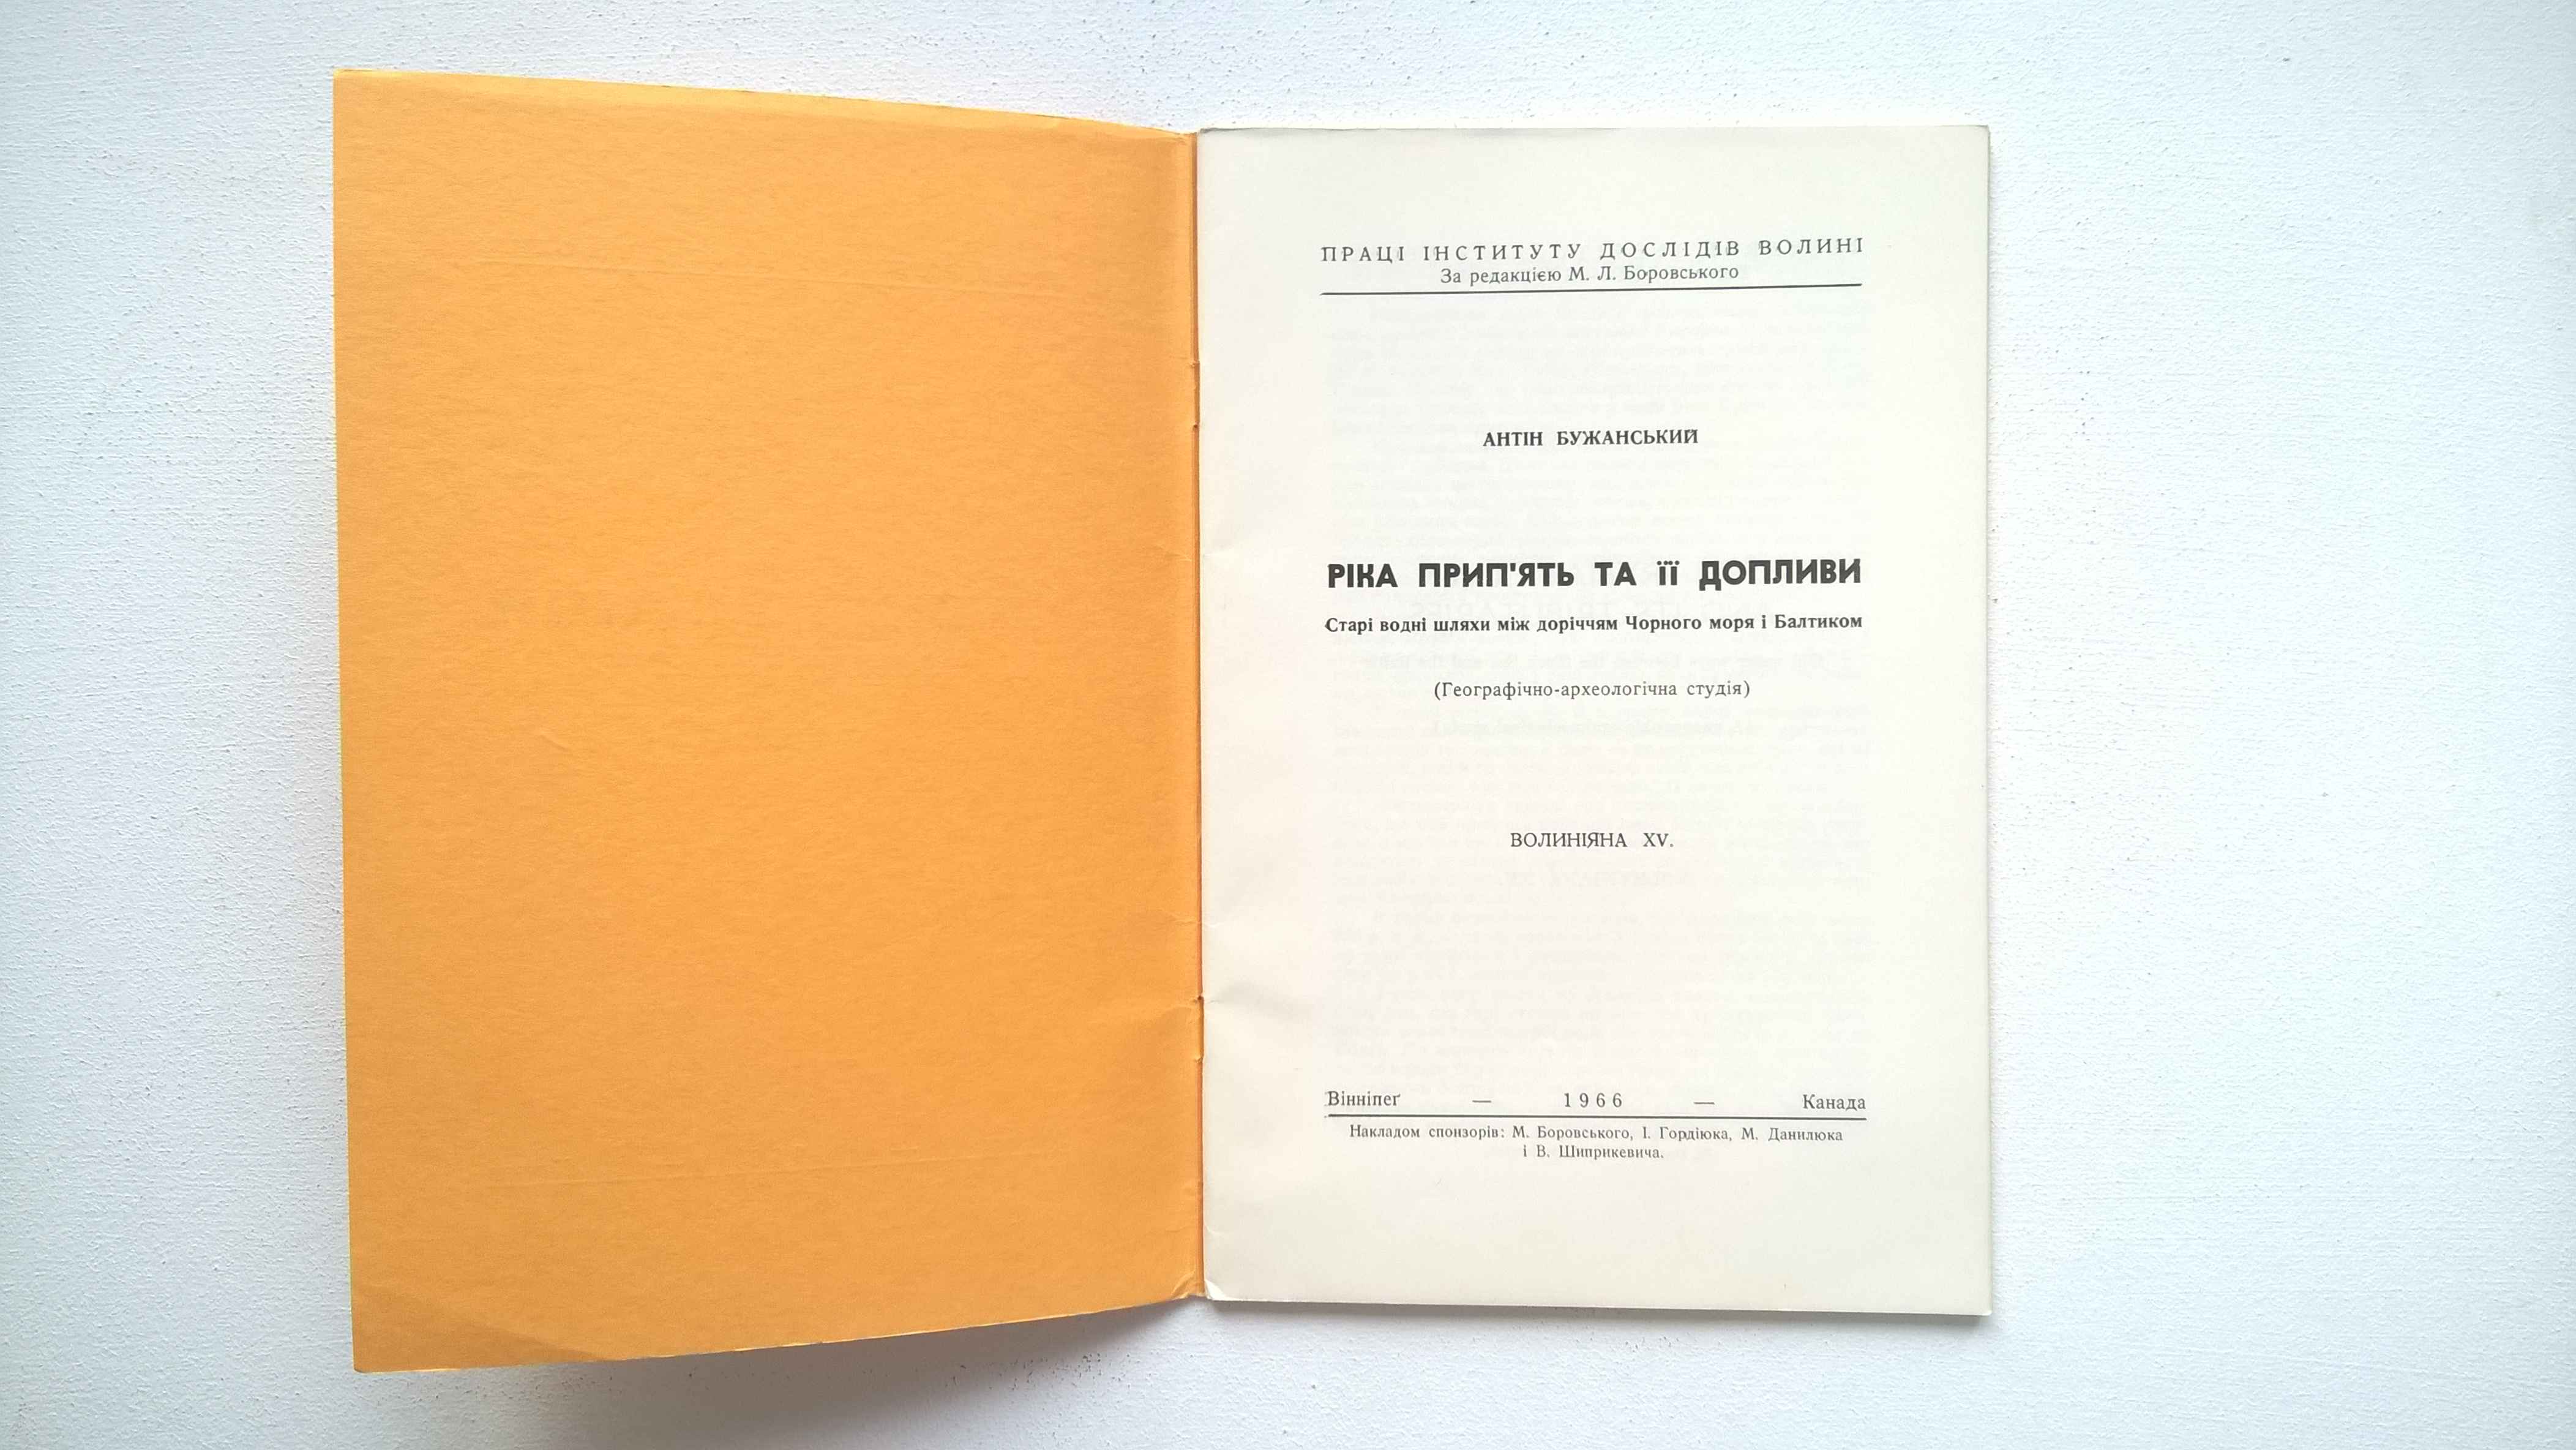 ПРАЦІ ІНСТИТУТУ ДОСЛІДІВ ВОЛИНІ
За редакцією М. Л. Боровського
АНТІН БУЖАНСЬКИЙ
РІКА ПРИП'ЯТЬ ТА ЇЇ ДОПЛИВИ
Старі водні шляхи між доріччям Чорного моря і Балтиком
(Географічно-археологічна студія)
ВОЛИНІЯНА XV.
Вінніпеґ — 1966 — Канада
Накладом спонзорів: М. Боровського, І. Гордіюка, М. Данилюка
і В. Шиприкевича.